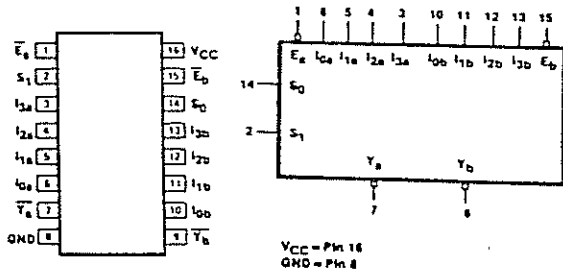 E̅a 1 16 VCC
S1 2 15 E̅b
I3a 3 14 S0
I2a 4 13 I3b
I1a 5 12 I2b
I0a 6 11 I1b
Y̅a 7 10 I0b
GND 8 9 Y̅b
1 6 5 4 3 10 11 12 13 15
Ea I0a I1a I2a I3a I0b I1b I2b I3b Eb
14 S0
2 S1
Ya Yb
7
VCC = Pin 16
GND = Pin 8